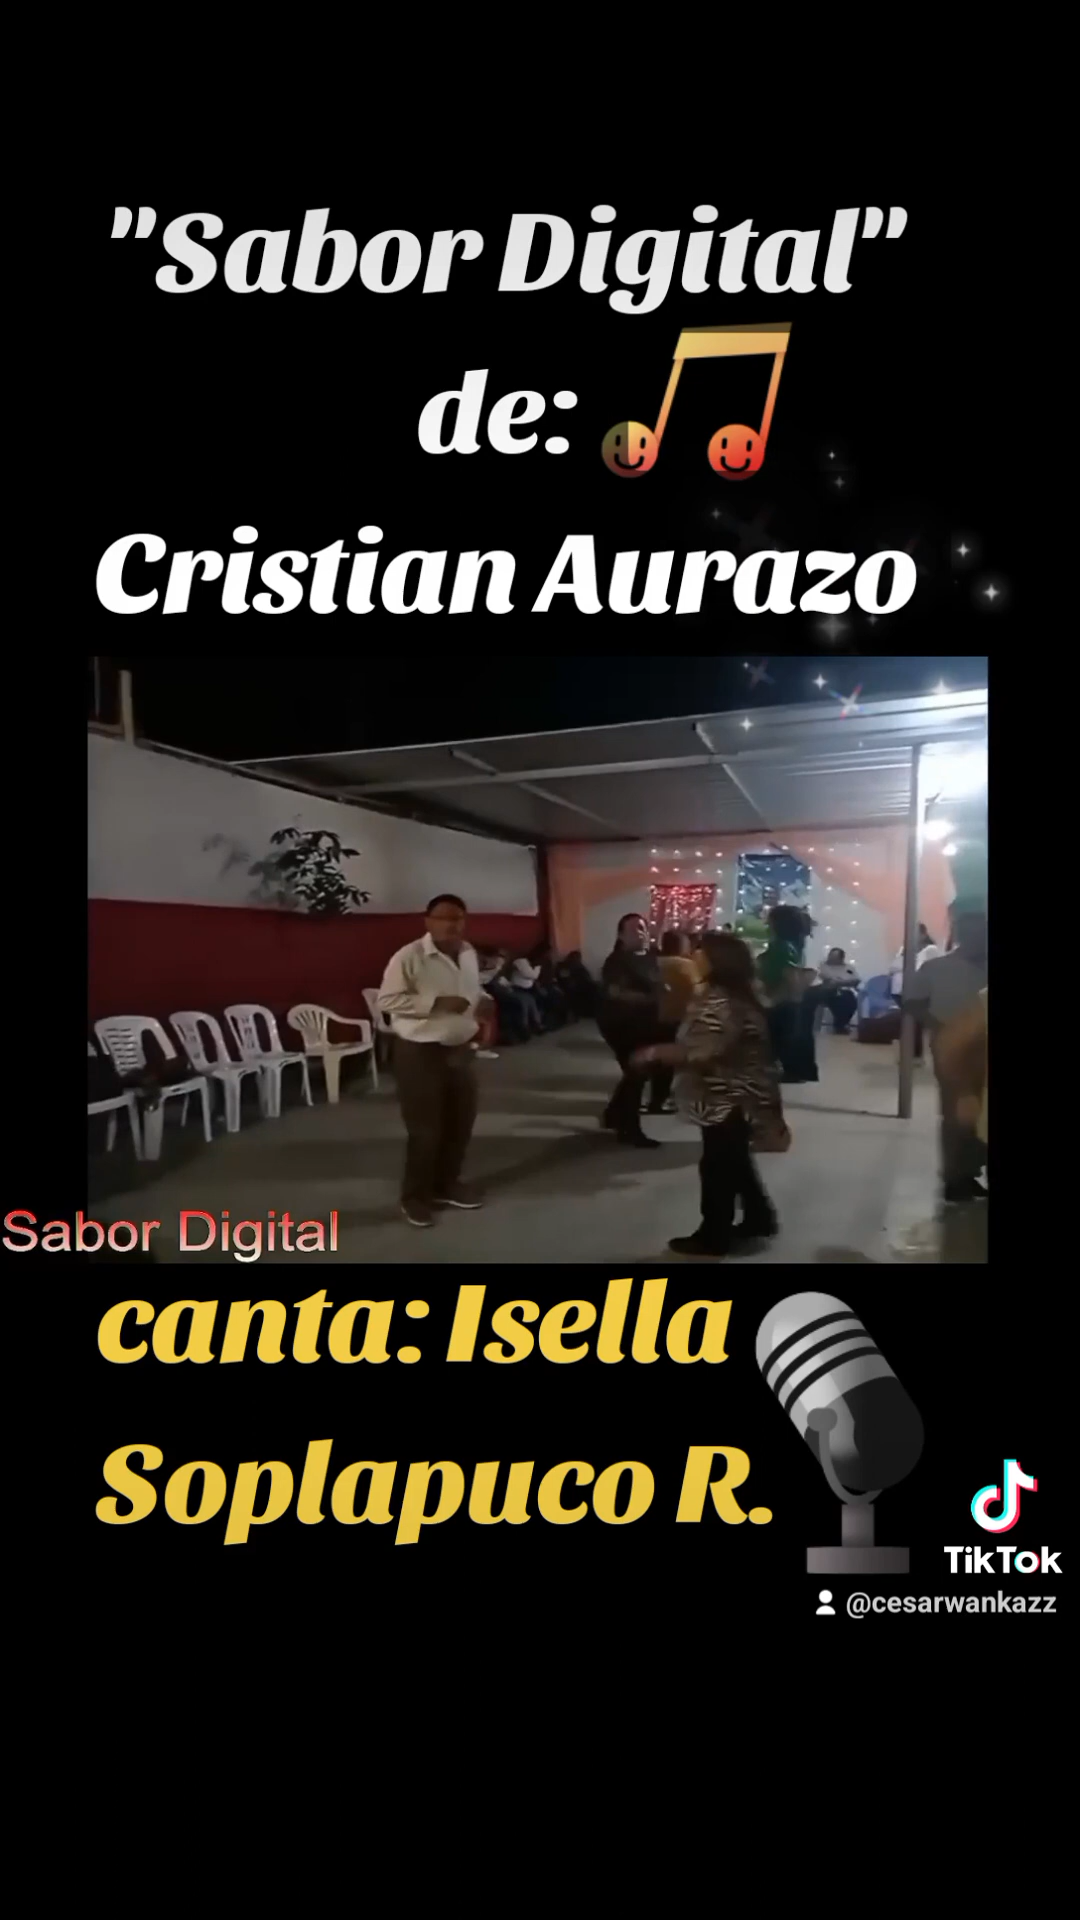 "Sabor Digital"
de:
Cristian Aurazo
Sabor Digital
canta: Isella
Soplapuco R.
TikTok
@cesarwankazz